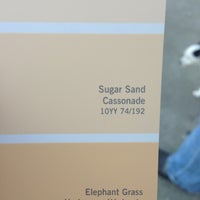 Sugar Sand
Cassonade
10YY 74/192
Elephant Grass